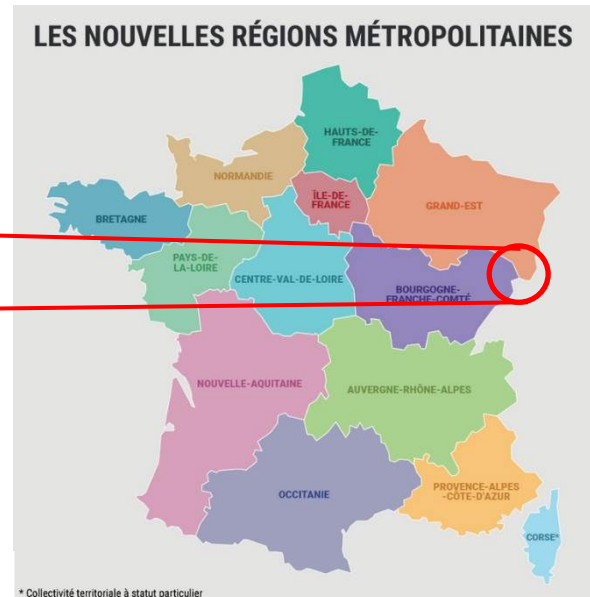 LES NOUVELLES RÉGIONS MÉTROPOLITAINES
HAUTS-DE-
FRANCE
NORMANDIE
ÎLE-DE-
FRANCE
GRAND-EST
BRETAGNE
PAYS-DE-
LA-LOIRE
CENTRE-VAL-DE-LOIRE
BOURGOGNE-
FRANCHE-COMTÉ
NOUVELLE-AQUITAINE
AUVERGNE-RHÔNE-ALPES
OCCITANIE
PROVENCE-ALPES
-CÔTE-D'AZUR
CORSE*
* Collectivité territoriale à statut particulier